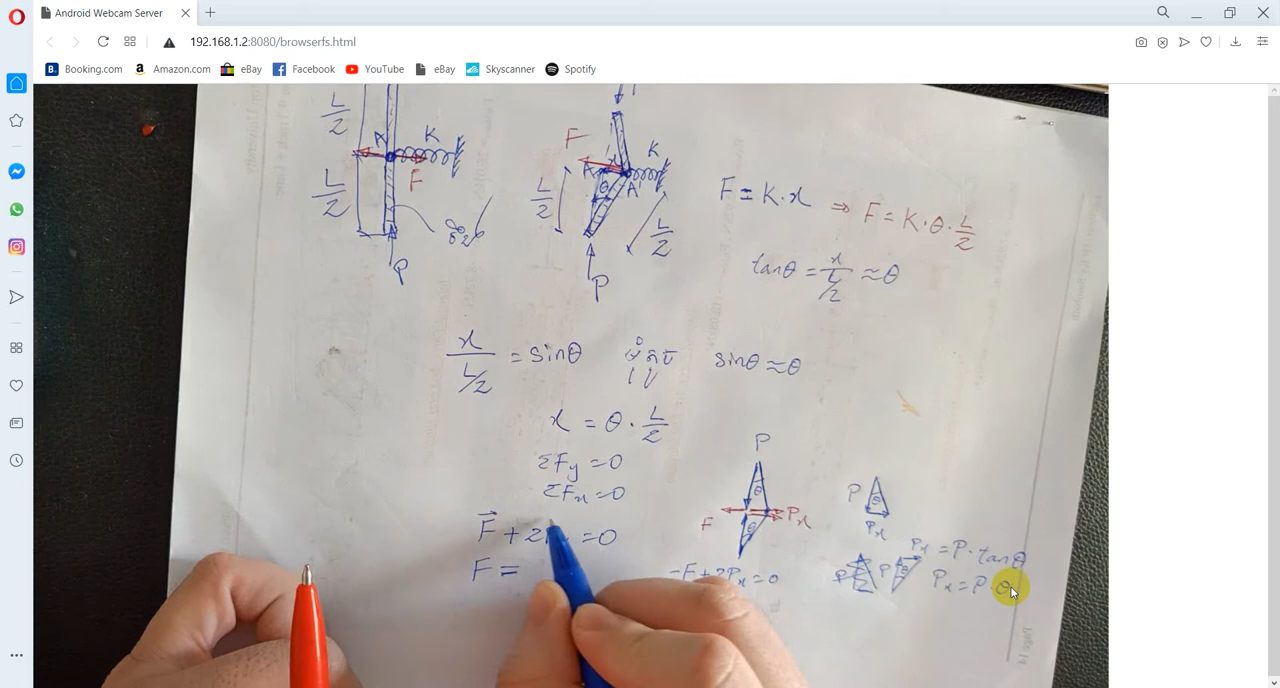 Android Webcam Server
192.168.1.2:8080/browserfs.html
Booking.com
Amazon.com
eBay
Facebook
YouTube
eBay
Skyscanner
Spotify
L/2
A
K
F
L/2
P
F
x
K
A
A'
θ
L/2
L/2
P
F = K·x ⇒ F = K·θ·L/2
tanθ = x/(L/2) ≈ θ
x/(L/2) = sinθ
sinθ ≈ θ
x = θ · L/2
ΣFy = 0
ΣFx = 0
F⃗ + 2 = 0
F =
P
θ
F
Px
θ
-F + 2Px = 0
P
θ
Px
P
P
θ
Px = P · tanθ
Px = P · θ